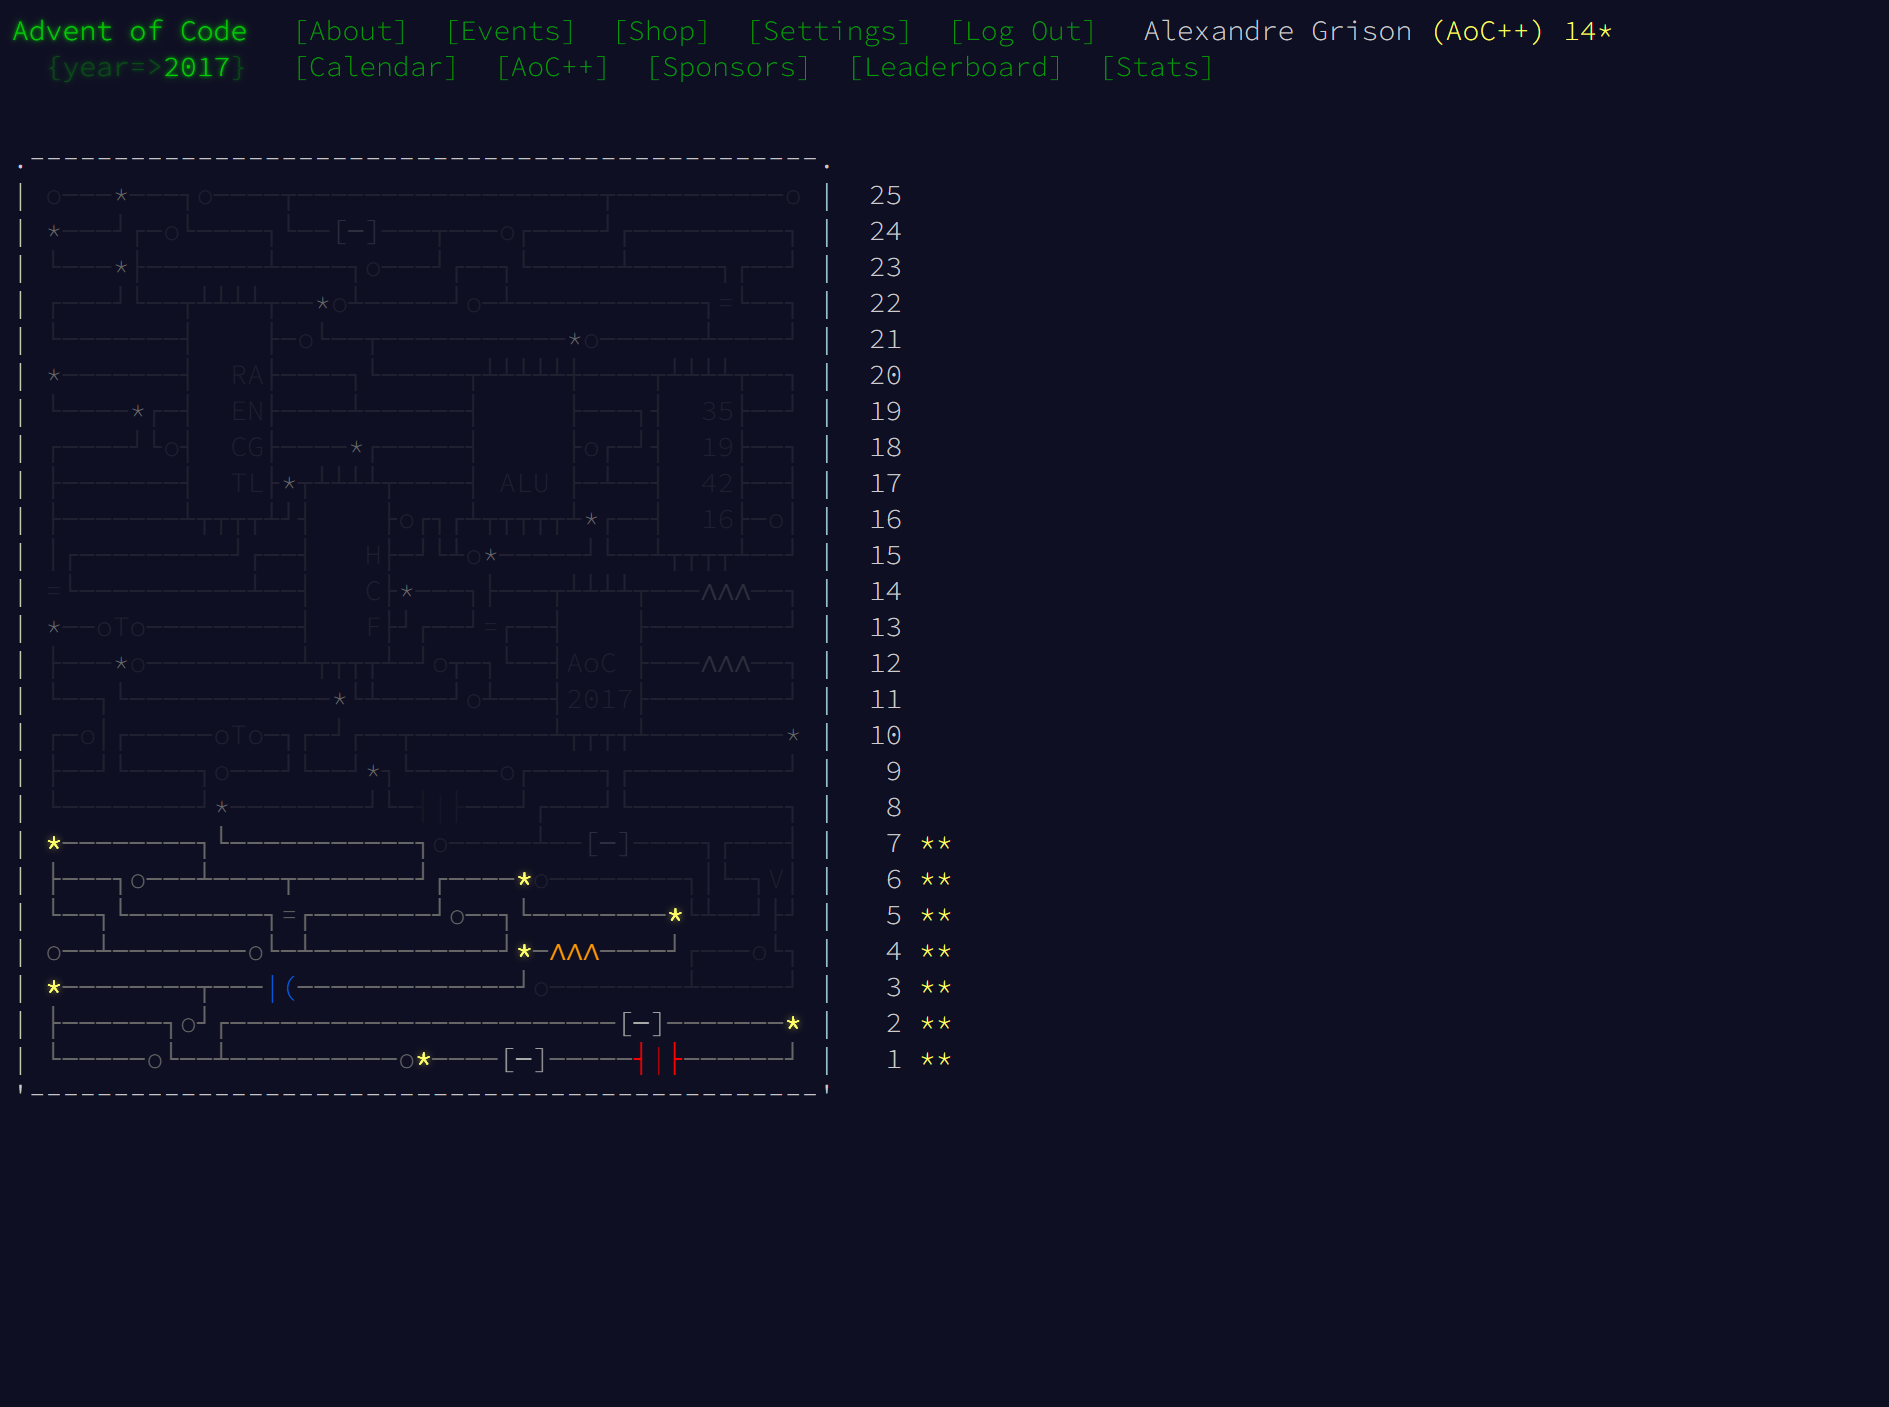 Advent of Code [About] [Events] [Shop] [Settings] [Log Out] Alexandre Grison (AoC++) 14*
{year=>2017} [Calendar] [AoC++] [Sponsors] [Leaderboard] [Stats]
25
24
23
22
21
RA 20
EN 35 19
CG 19 18
TL ALU 42 17
16 16
H 15
C 14
oTo F 13
AoC 12
2017 11
oTo 10
9
8
7 **
V 6 **
5 **
4 **
3 **
2 **
1 **